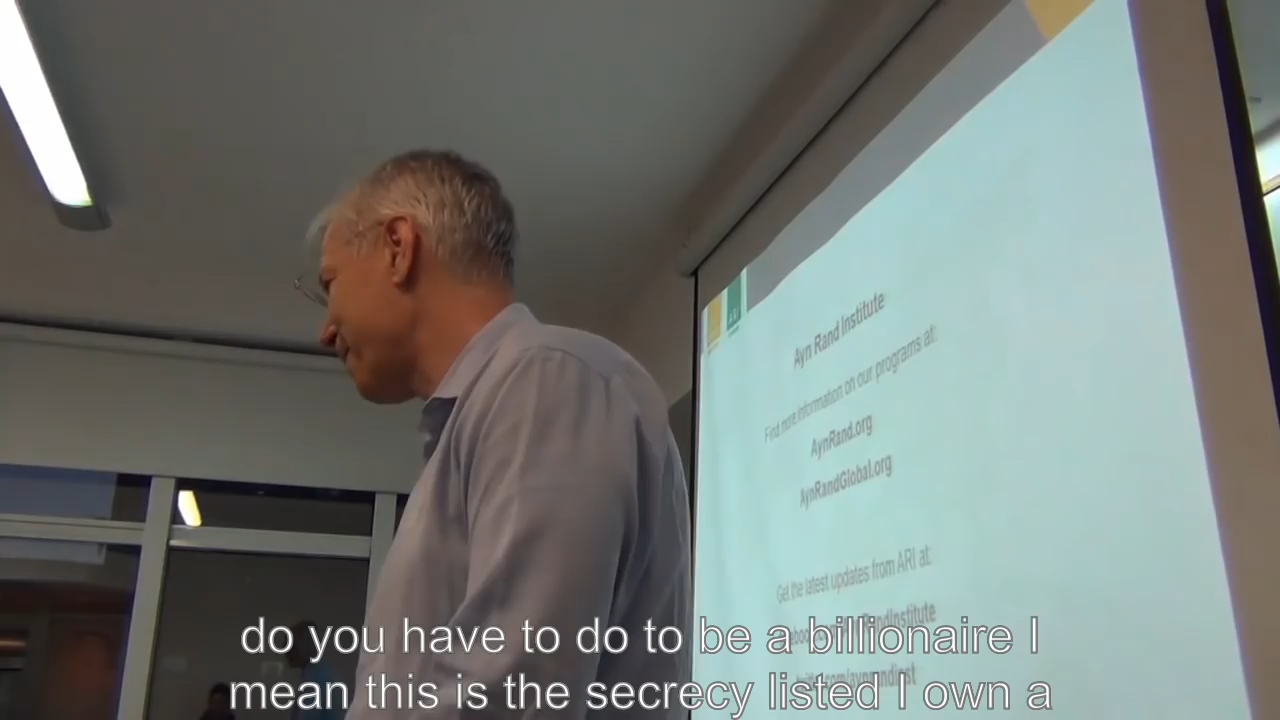 ARI
Ayn Rand Institute
Find more information on our programs at:
AynRand.org
AynRandGlobal.org
Get the latest updates from ARI at:
do you have to do to be a billionaire I
mean this is the secrecy listed I own a